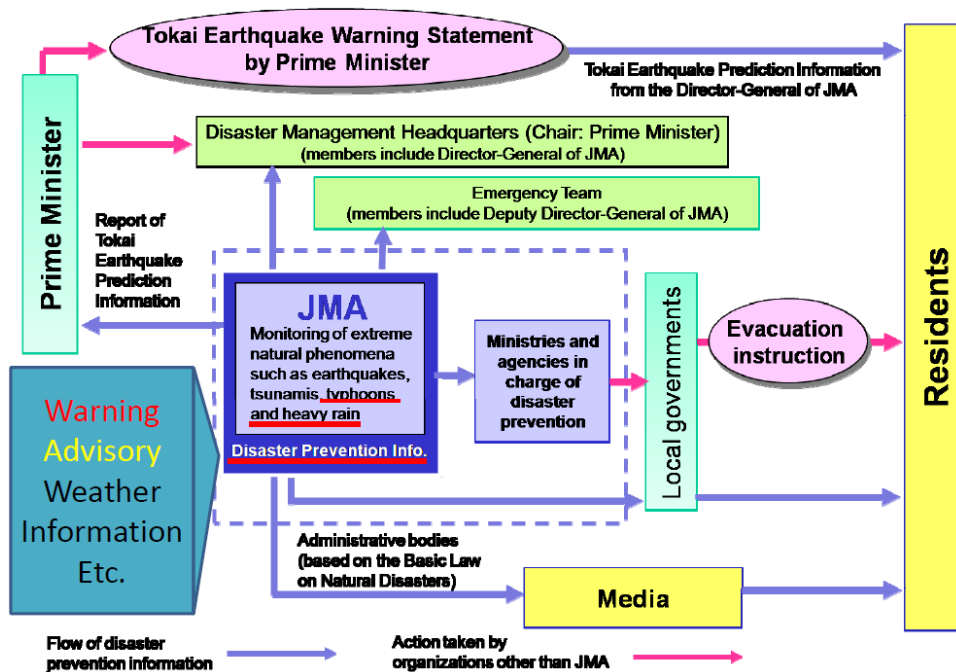 Tokai Earthquake Warning Statement
by Prime Minister
Tokai Earthquake Prediction Information
from the Director-General of JMA
Prime Minister
Disaster Management Headquarters (Chair: Prime Minister)
(members include Director-General of JMA)
Emergency Team
(members include Deputy Director-General of JMA)
Report of
Tokai
Earthquake
Prediction
Information
JMA
Monitoring of extreme
natural phenomena
such as earthquakes,
tsunamis, typhoons
and heavy rain
Disaster Prevention Info.
Ministries and
agencies in
charge of
disaster
prevention
Local governments
Evacuation
instruction
Residents
Warning
Advisory
Weather
Information
Etc.
Administrative bodies
(based on the Basic Law
on Natural Disasters)
Media
Flow of disaster
prevention information
Action taken by
organizations other than JMA